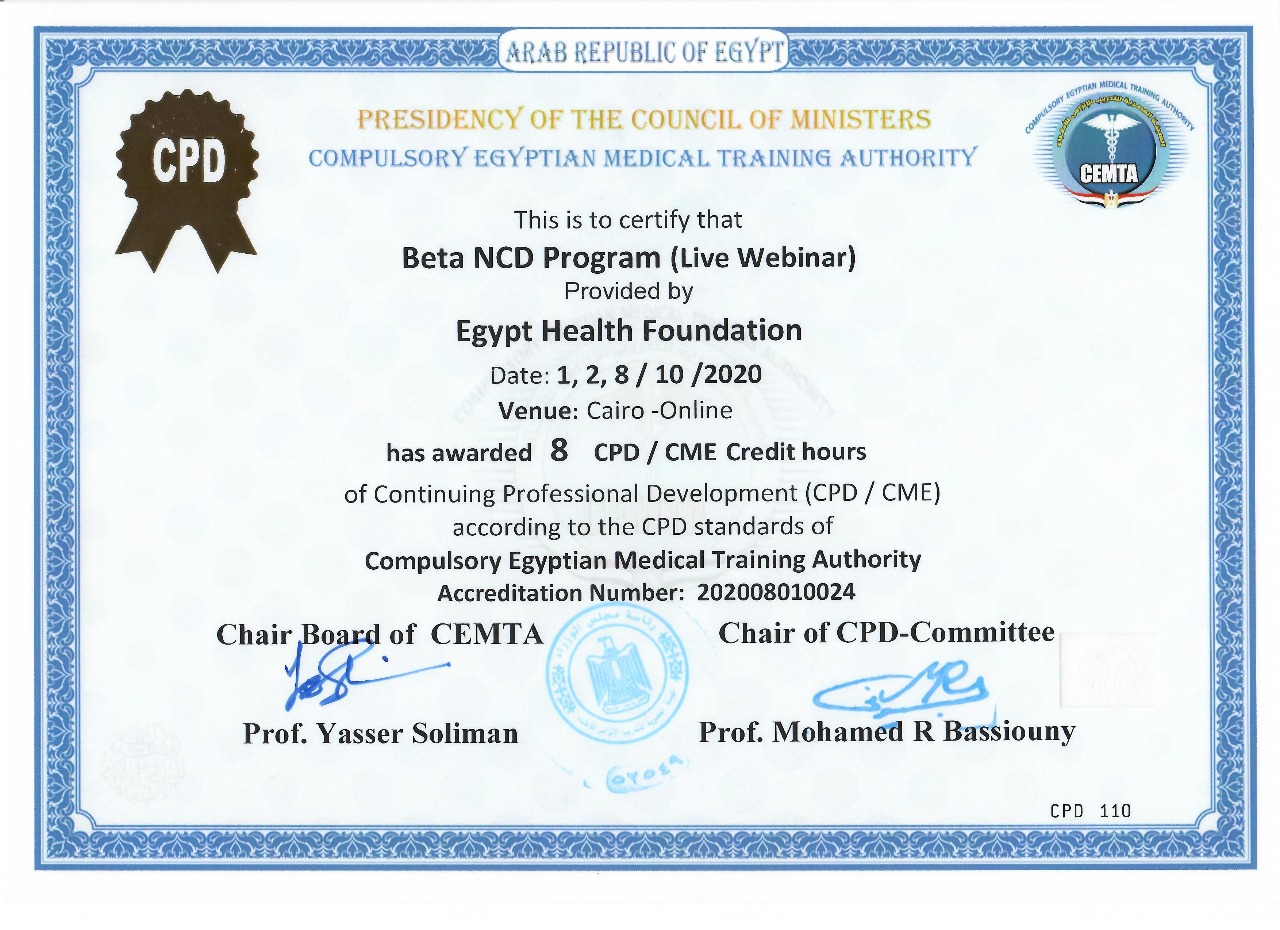 ARAB REPUBLIC OF EGYPT
CPD
PRESIDENCY OF THE COUNCIL OF MINISTERS
COMPULSORY EGYPTIAN MEDICAL TRAINING AUTHORITY
COMPULSORY EGYPTIAN MEDICAL TRAINING AUTHORITY
CEMTA
This is to certify that
Beta NCD Program (Live Webinar)
Provided by
Egypt Health Foundation
Date: 1, 2, 8 / 10 /2020
Venue: Cairo -Online
has awarded 8 CPD / CME Credit hours
of Continuing Professional Development (CPD / CME)
according to the CPD standards of
Compulsory Egyptian Medical Training Authority
Accreditation Number: 202008010024
Chair Board of CEMTA
Chair of CPD-Committee
رئاسة مجلس الوزراء
Prof. Yasser Soliman
Prof. Mohamed R Bassiouny
٥٢٥٤٩
CPD 110